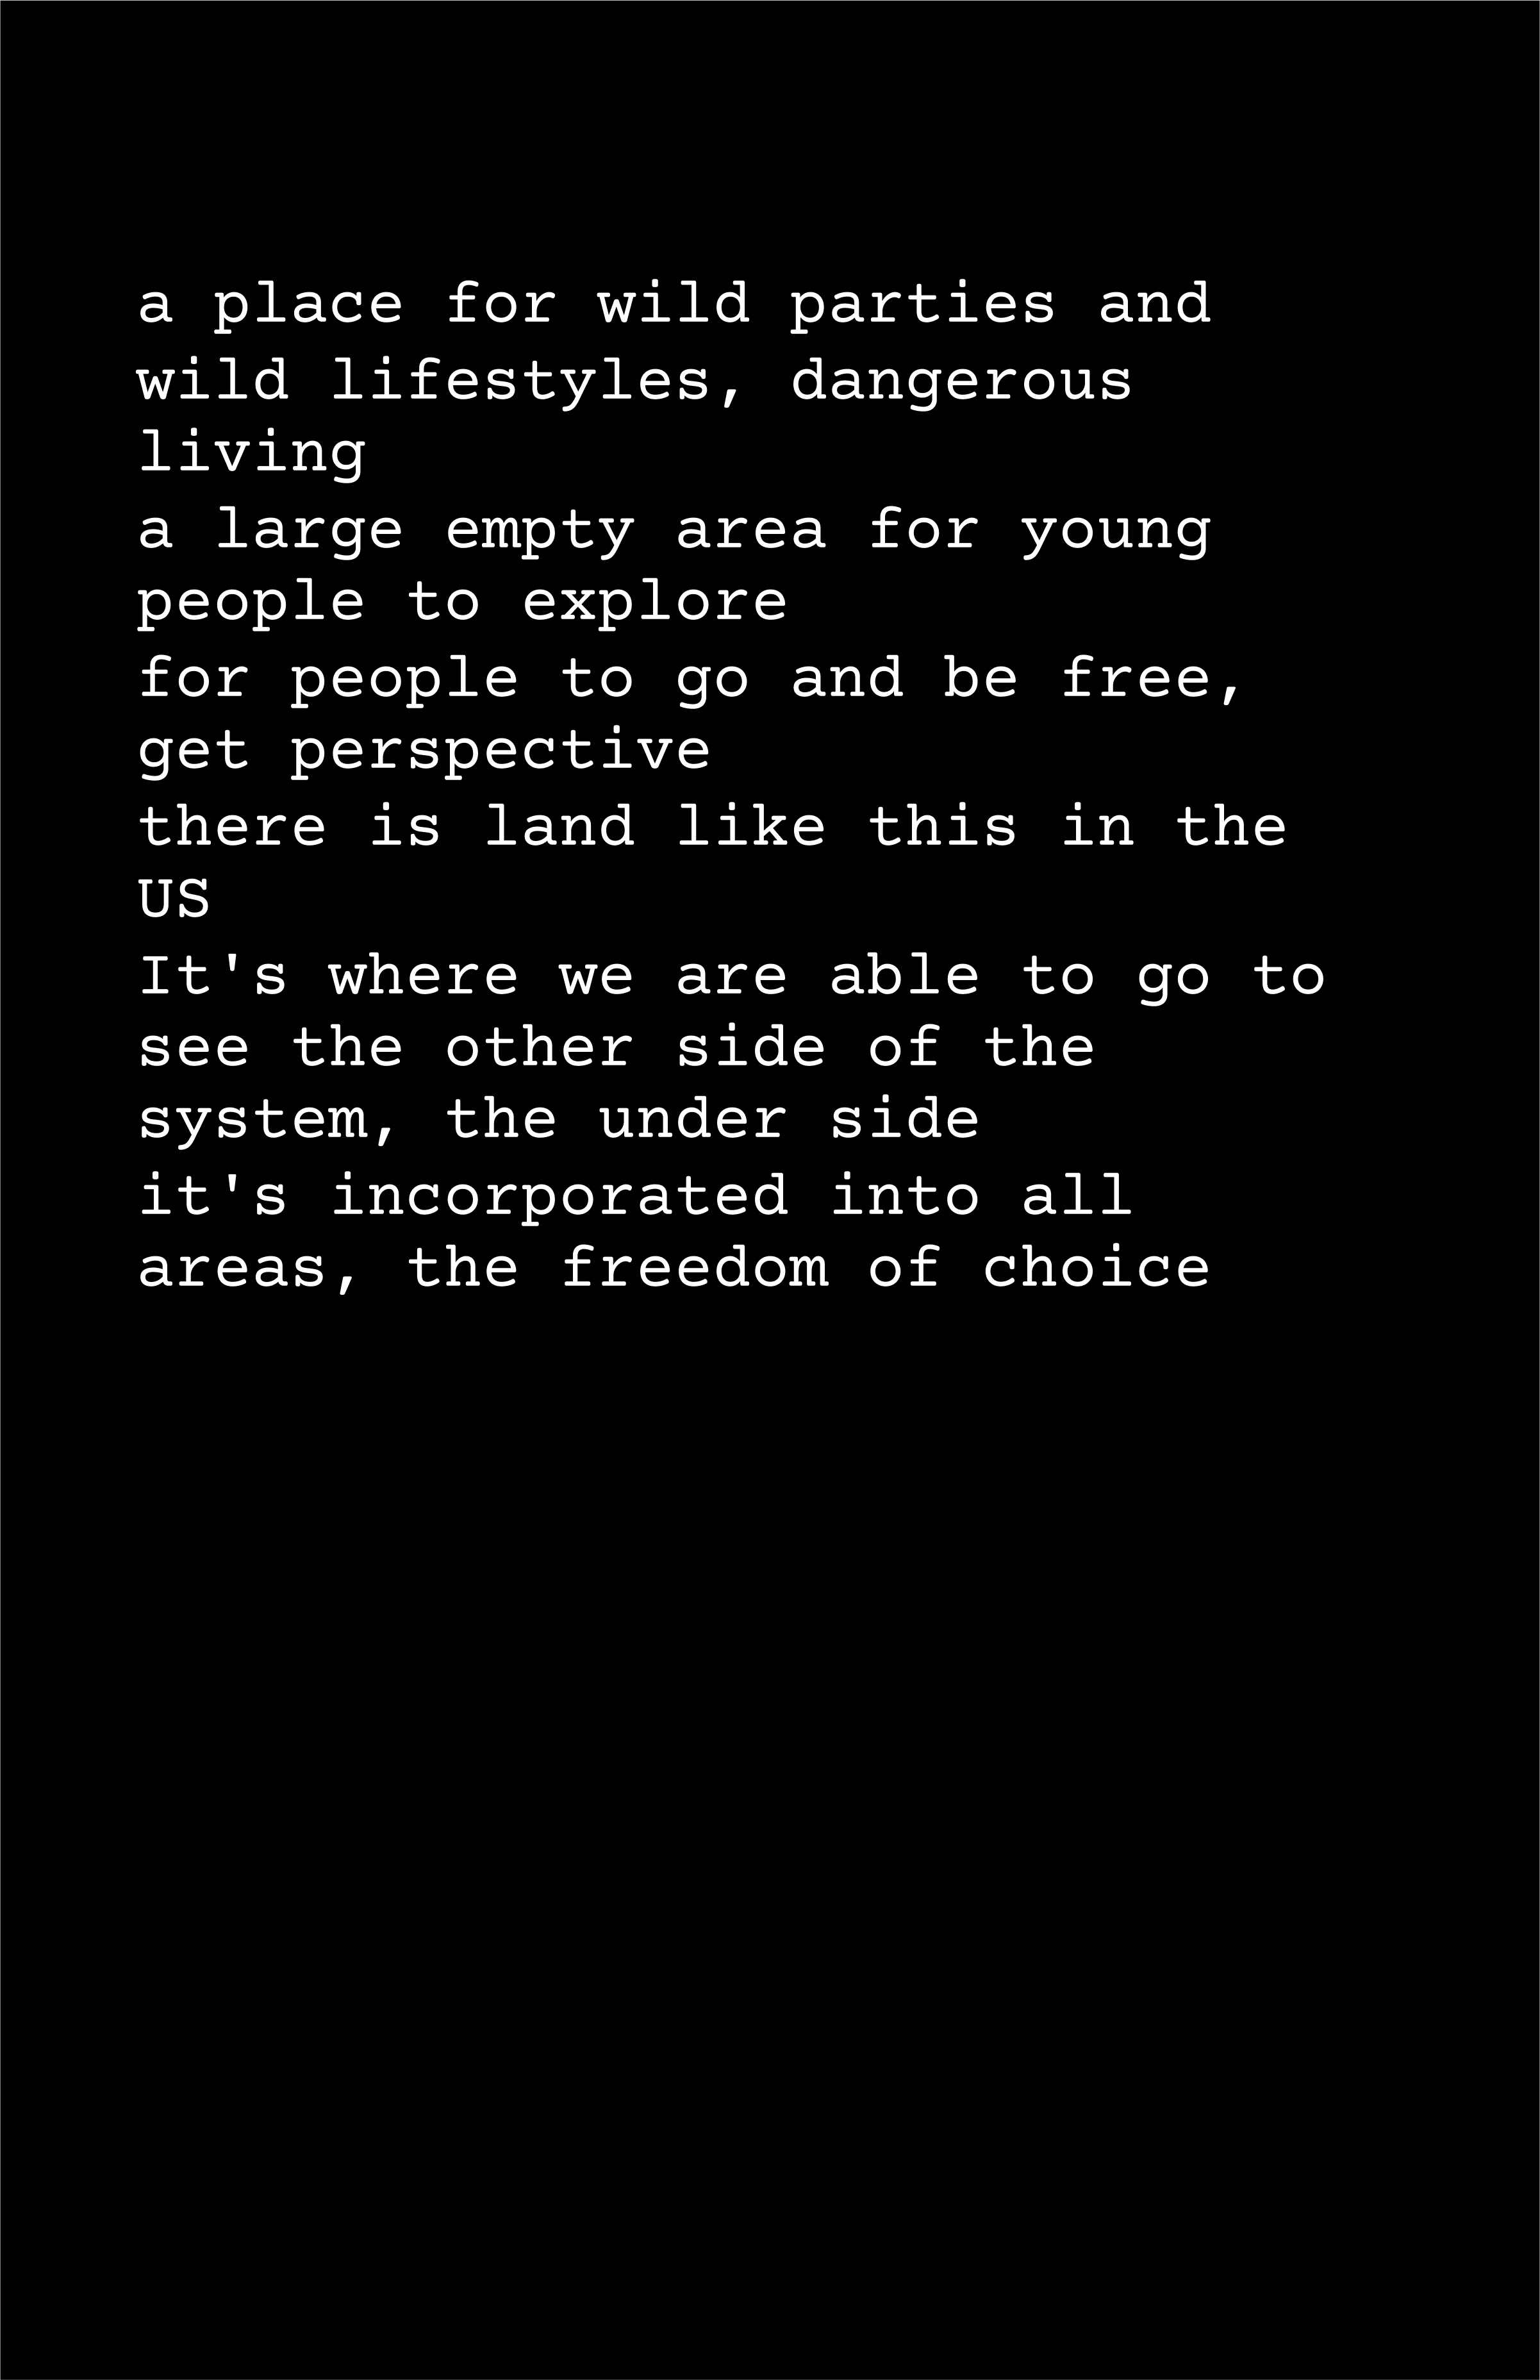 a place for wild parties and
wild lifestyles, dangerous
living
a large empty area for young
people to explore
for people to go and be free,
get perspective
there is land like this in the
US
It's where we are able to go to
see the other side of the
system, the under side
it's incorporated into all
areas, the freedom of choice